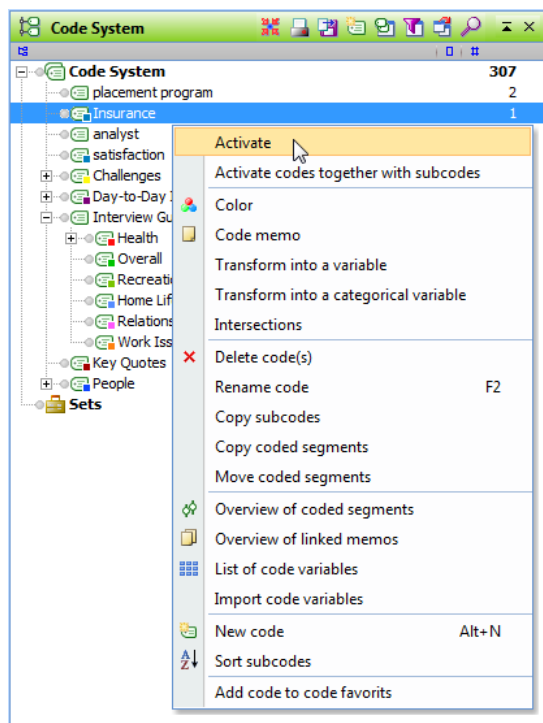 Code System
#
Code System 307
placement program 2
Insurance 1
analyst
satisfaction
Challenges
Day-to-Day I
Interview Gu
Health
Overall
Recreatio
Home Lif
Relations
Work Iss
Key Quotes
People
Sets
Activate
Activate codes together with subcodes
Color
Code memo
Transform into a variable
Transform into a categorical variable
Intersections
Delete code(s)
Rename code F2
Copy subcodes
Copy coded segments
Move coded segments
Overview of coded segments
Overview of linked memos
List of code variables
Import code variables
New code Alt+N
Sort subcodes
Add code to code favorits